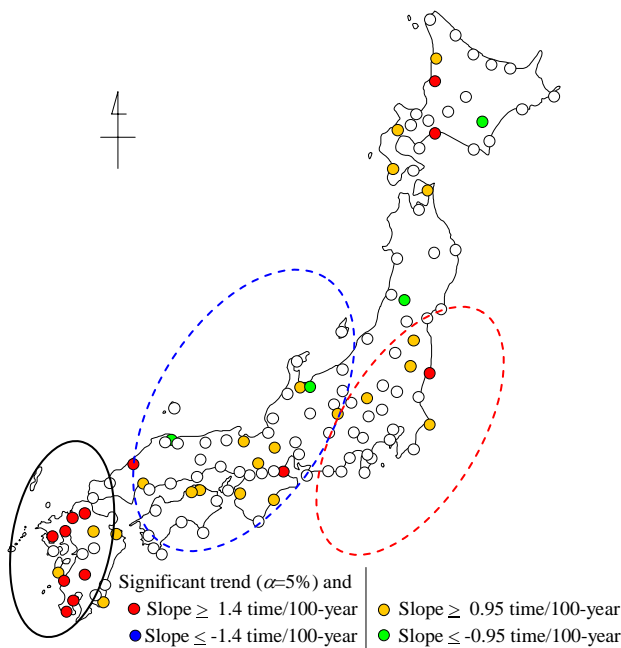 Significant trend (α=5%) and
Slope ≥ 1.4 time/100-year
Slope ≥ 0.95 time/100-year
Slope ≤ -1.4 time/100-year
Slope ≤ -0.95 time/100-year